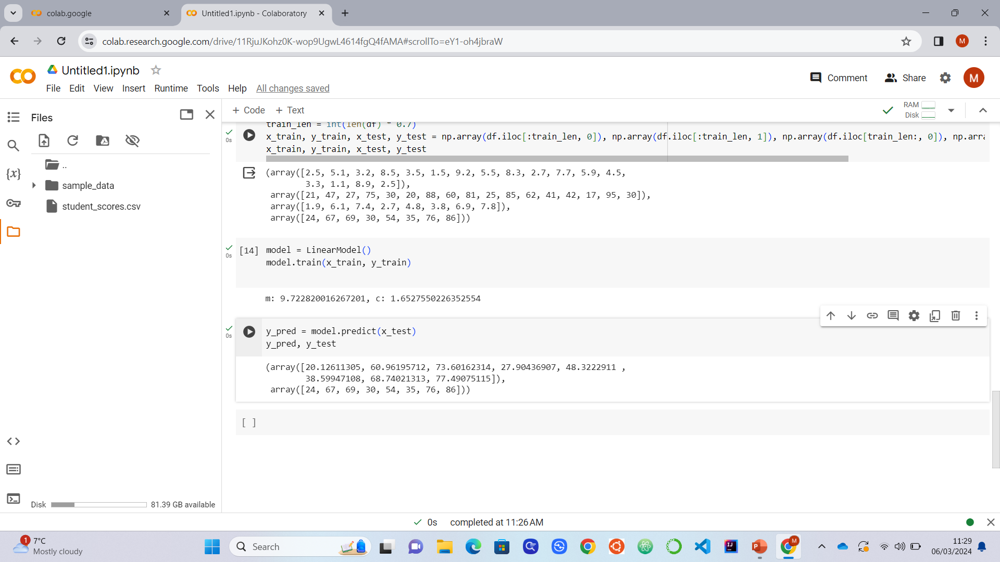 colab.google
Untitled1.ipynb - Colaboratory
colab.research.google.com/drive/11RjuJKohz0K-wop9UgwL4614fgQ4fAMA#scrollTo=eY1-oh4jbraW
M
Untitled1.ipynb
File Edit View Insert Runtime Tools Help All changes saved
Comment
Share
M
Files
+ Code + Text
RAM
Disk
..
sample_data
student_scores.csv
{x}
Disk 81.39 GB available
train_len = int(len(df) * 0.7)
0s
x_train, y_train, x_test, y_test = np.array(df.iloc[:train_len, 0]), np.array(df.iloc[:train_len, 1]), np.array(df.iloc[train_len:, 0]), np.arra
x_train, y_train, x_test, y_test
(array([2.5, 5.1, 3.2, 8.5, 3.5, 1.5, 9.2, 5.5, 8.3, 2.7, 7.7, 5.9, 4.5,
3.3, 1.1, 8.9, 2.5]),
array([21, 47, 27, 75, 30, 20, 88, 60, 81, 25, 85, 62, 41, 42, 17, 95, 30]),
array([1.9, 6.1, 7.4, 2.7, 4.8, 3.8, 6.9, 7.8]),
array([24, 67, 69, 30, 54, 35, 76, 86]))
0s
[14] model = LinearModel()
model.train(x_train, y_train)
m: 9.722820016267201, c: 1.6527550226352554
0s
y_pred = model.predict(x_test)
y_pred, y_test
(array([20.12611305, 60.96195712, 73.60162314, 27.90436907, 48.3222911 ,
38.59947108, 68.74021313, 77.49075115]),
array([24, 67, 69, 30, 54, 35, 76, 86]))
[ ]
0s completed at 11:26 AM
1
7°C
Mostly cloudy
Search
M
11:29
06/03/2024